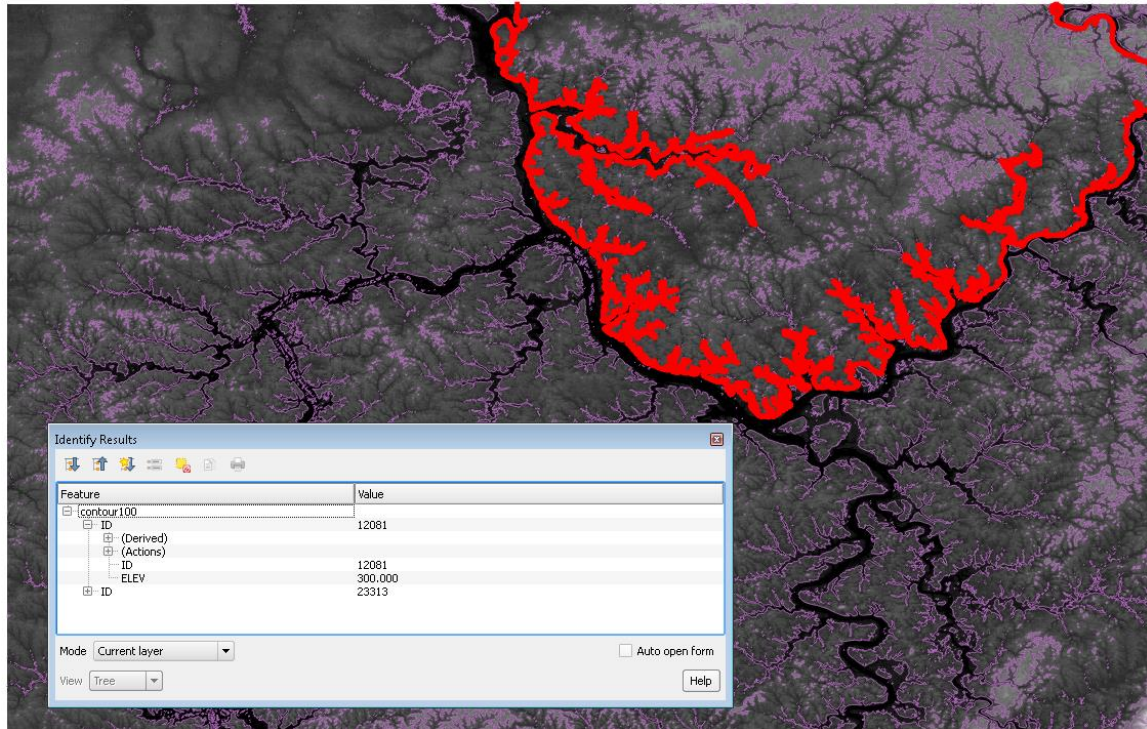 Identify Results
Feature Value
contour100
ID 12081
(Derived)
(Actions)
ID 12081
ELEV 300.000
ID 23313
Mode Current layer Auto open form
View Tree Help